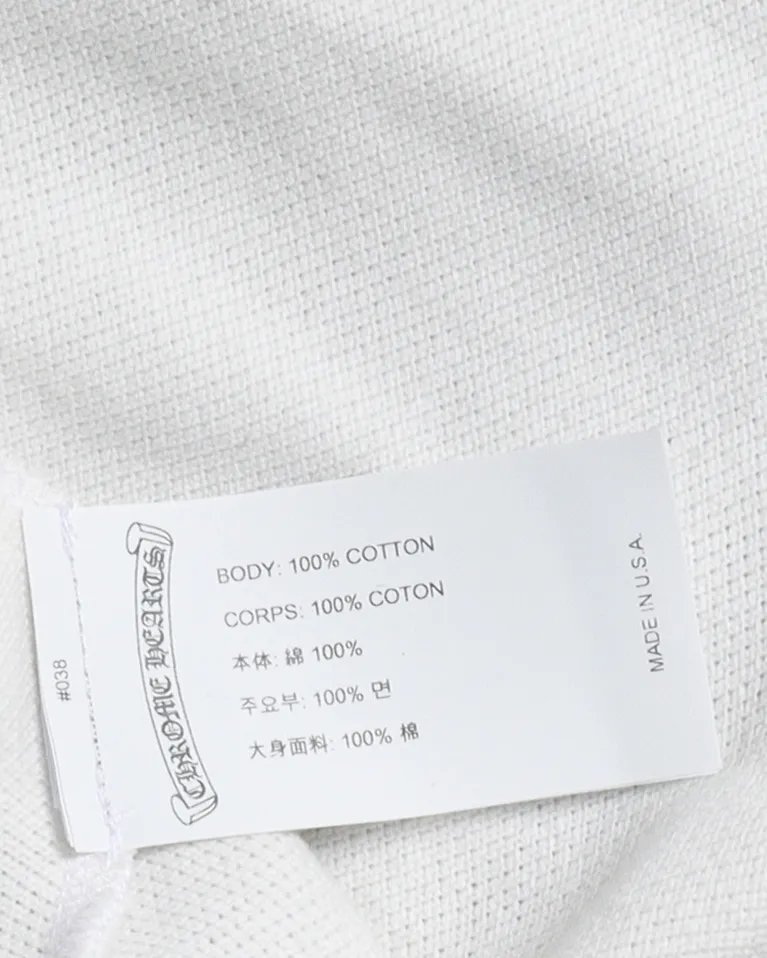 #038
CHROME HEARTS
BODY: 100% COTTON
CORPS: 100% COTON
本体: 綿 100%
주요부: 100% 면
大身面料: 100% 棉
MADE IN U.S.A.